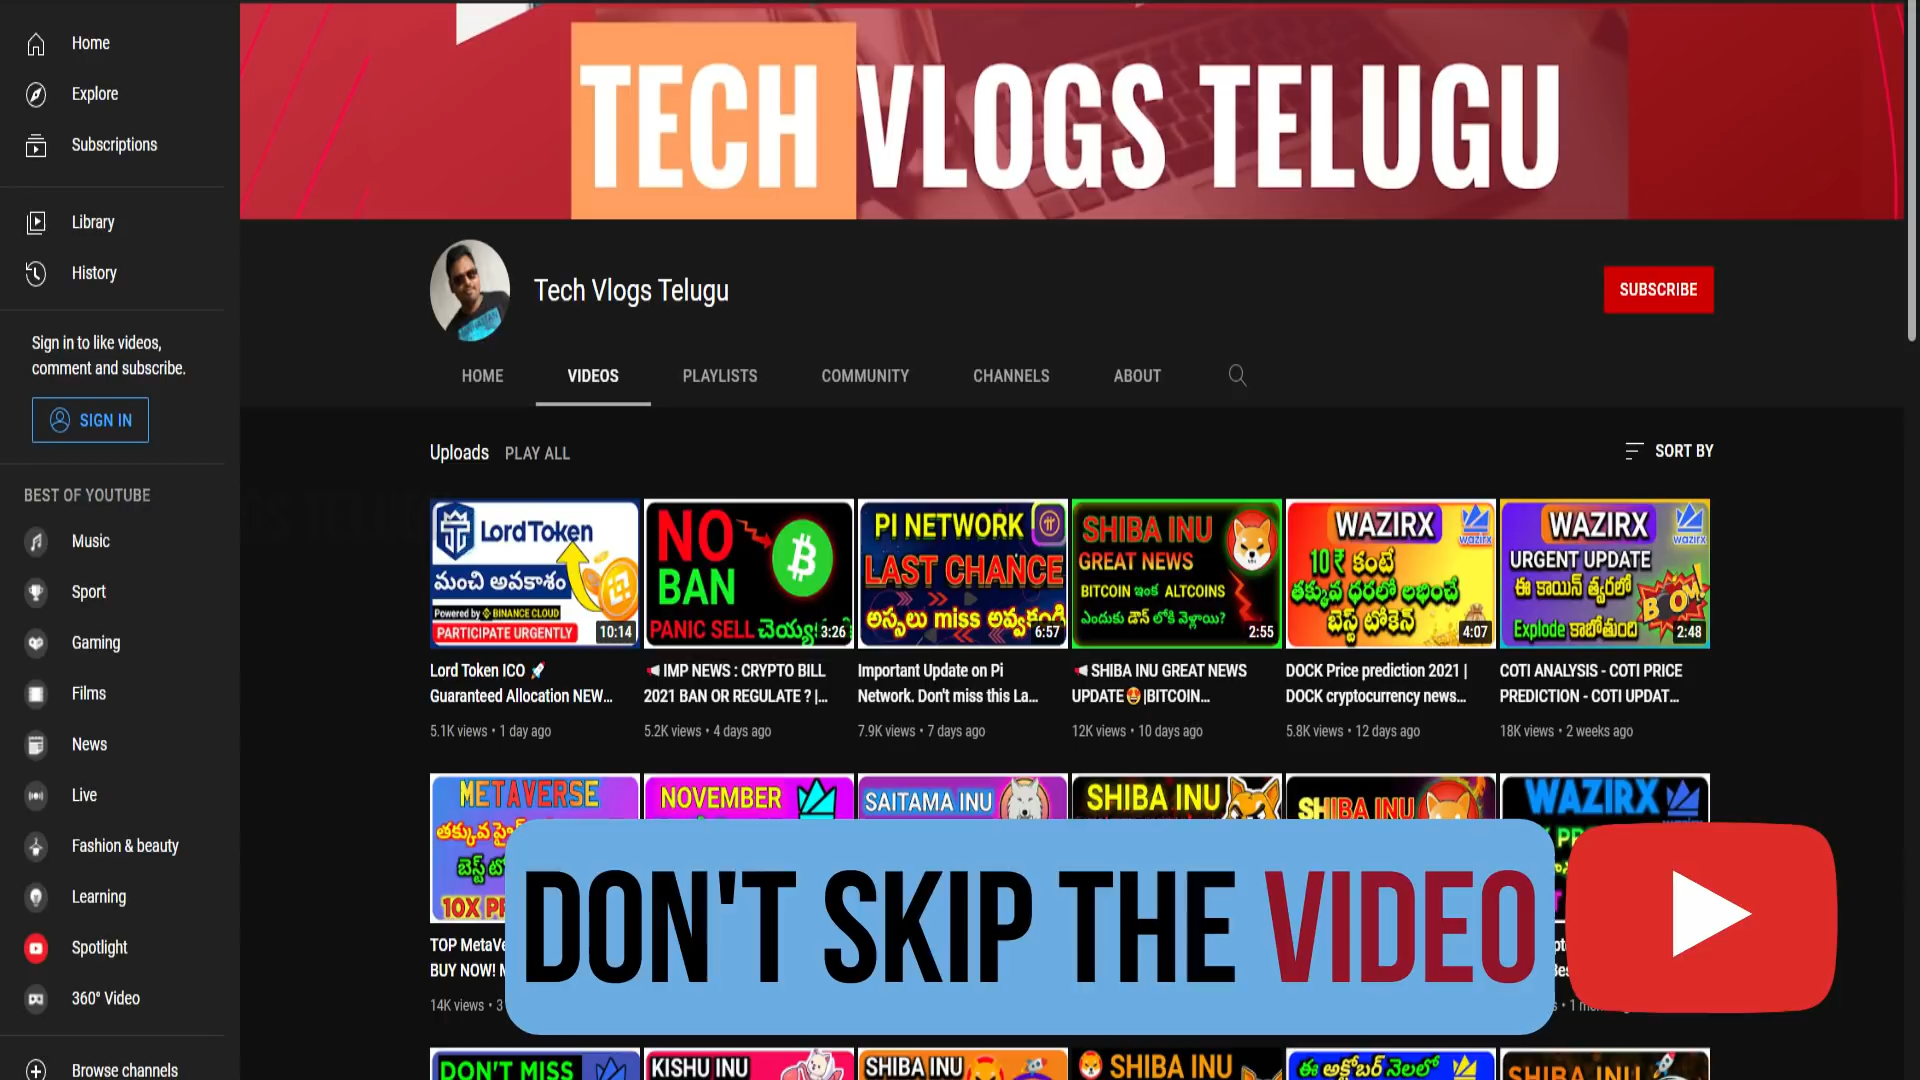 Home
Explore
Subscriptions
Library
History
Sign in to like videos,
comment and subscribe.
SIGN IN
BEST OF YOUTUBE
Music
Sport
Gaming
Films
News
Live
Fashion & beauty
Learning
Spotlight
360° Video
Browse channels
TECH VLOGS TELUGU
Tech Vlogs Telugu
SUBSCRIBE
HOME VIDEOS PLAYLISTS COMMUNITY CHANNELS ABOUT
Uploads PLAY ALL
SORT BY
LordToken
మంచి అవకాశం
Powered by BINANCE CLOUD
PARTICIPATE URGENTLY
10:14
Lord Token ICO 🚀
Guaranteed Allocation NEW...
5.1K views • 1 day ago
NO
BAN
PANIC SELL చెయ్య
3:26
📢 IMP NEWS : CRYPTO BILL
2021 BAN OR REGULATE ? |...
5.2K views • 4 days ago
PI NETWORK
LAST CHANCE
అస్సలు miss అవ్వకండి
6:57
Important Update on Pi
Network. Don't miss this La...
7.9K views • 7 days ago
SHIBA INU
GREAT NEWS
BITCOIN ఇంక ALTCOINS
ఎందుకు డౌన్ లోకి వెళ్లాయి?
2:55
📢 SHIBA INU GREAT NEWS
UPDATE🤩|BITCOIN...
12K views • 10 days ago
WAZIRX
wazirx
10 ₹ కంటే
తక్కువ ధరలో లభించే
బెస్ట్ టోకెన్
4:07
DOCK Price prediction 2021 |
DOCK cryptocurrency news...
5.8K views • 12 days ago
WAZIRX
wazirx
URGENT UPDATE
ఈ కాయిన్ త్వరలో
BOOM!
Explode కాబోతుంది
2:48
COTI ANALYSIS - COTI PRICE
PREDICTION - COTI UPDAT...
18K views • 2 weeks ago
METAVERSE
10X
TOP
BUY NOW!
14K views • 3
NOVEMBER
SAITAMA INU
SHIBA INU
SHIBA INU
WAZIRX
DON'T SKIP THE VIDEO
DON'T MISS
KISHU INU
SHIBA INU
SHIBA INU
ఈ అక్టోబర్ నెలలో
SHIBA INU